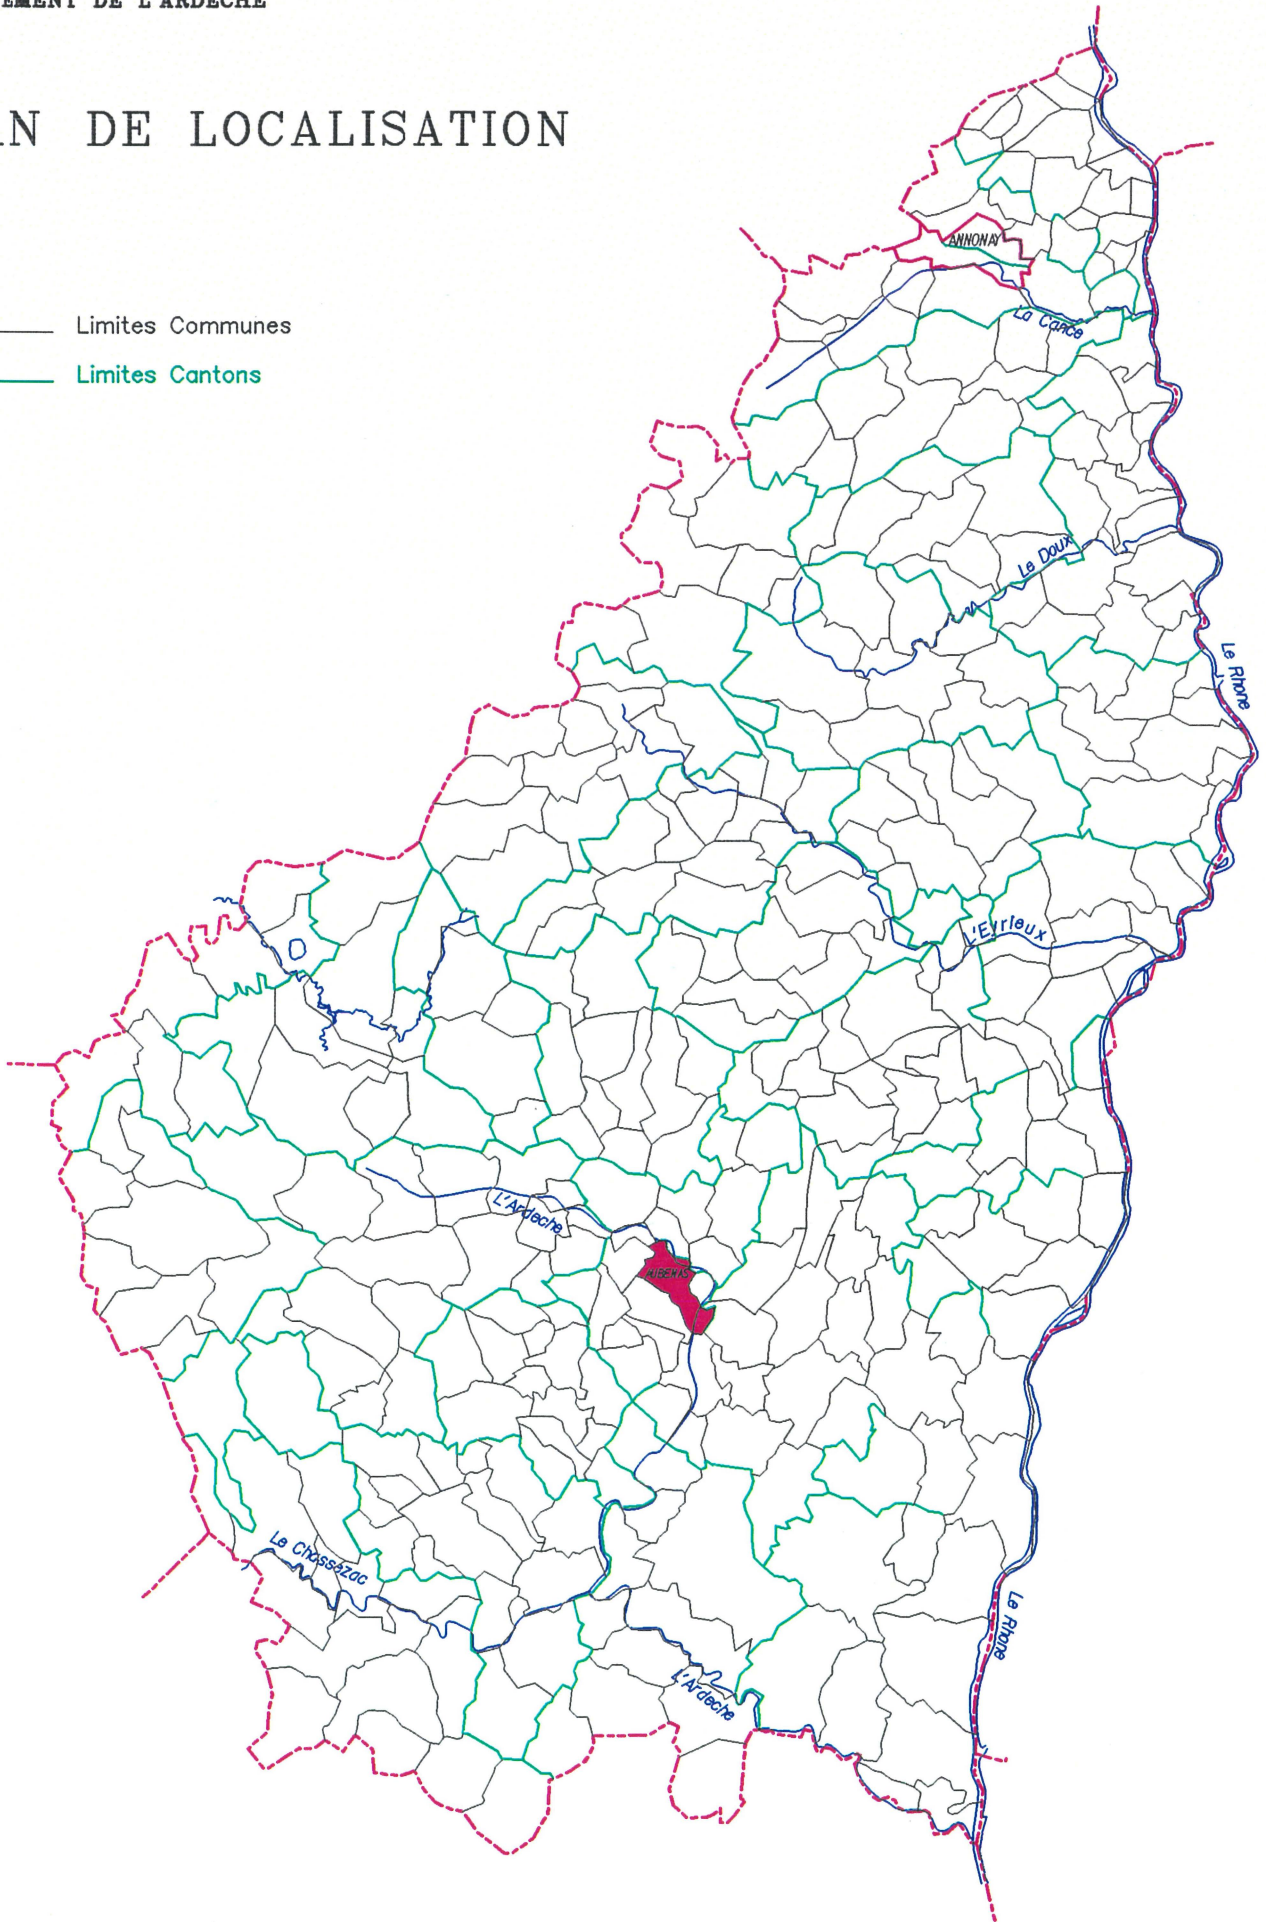 EMENT DE L'ARDECHE
AN DE LOCALISATION
Limites Communes
Limites Cantons
ANNONAY
La Cance
Le Doux
Le Rhone
L'Eyrieux
L'Ardeche
AUBENAS
Le Chassezac
Le Rhone
L'Ardeche